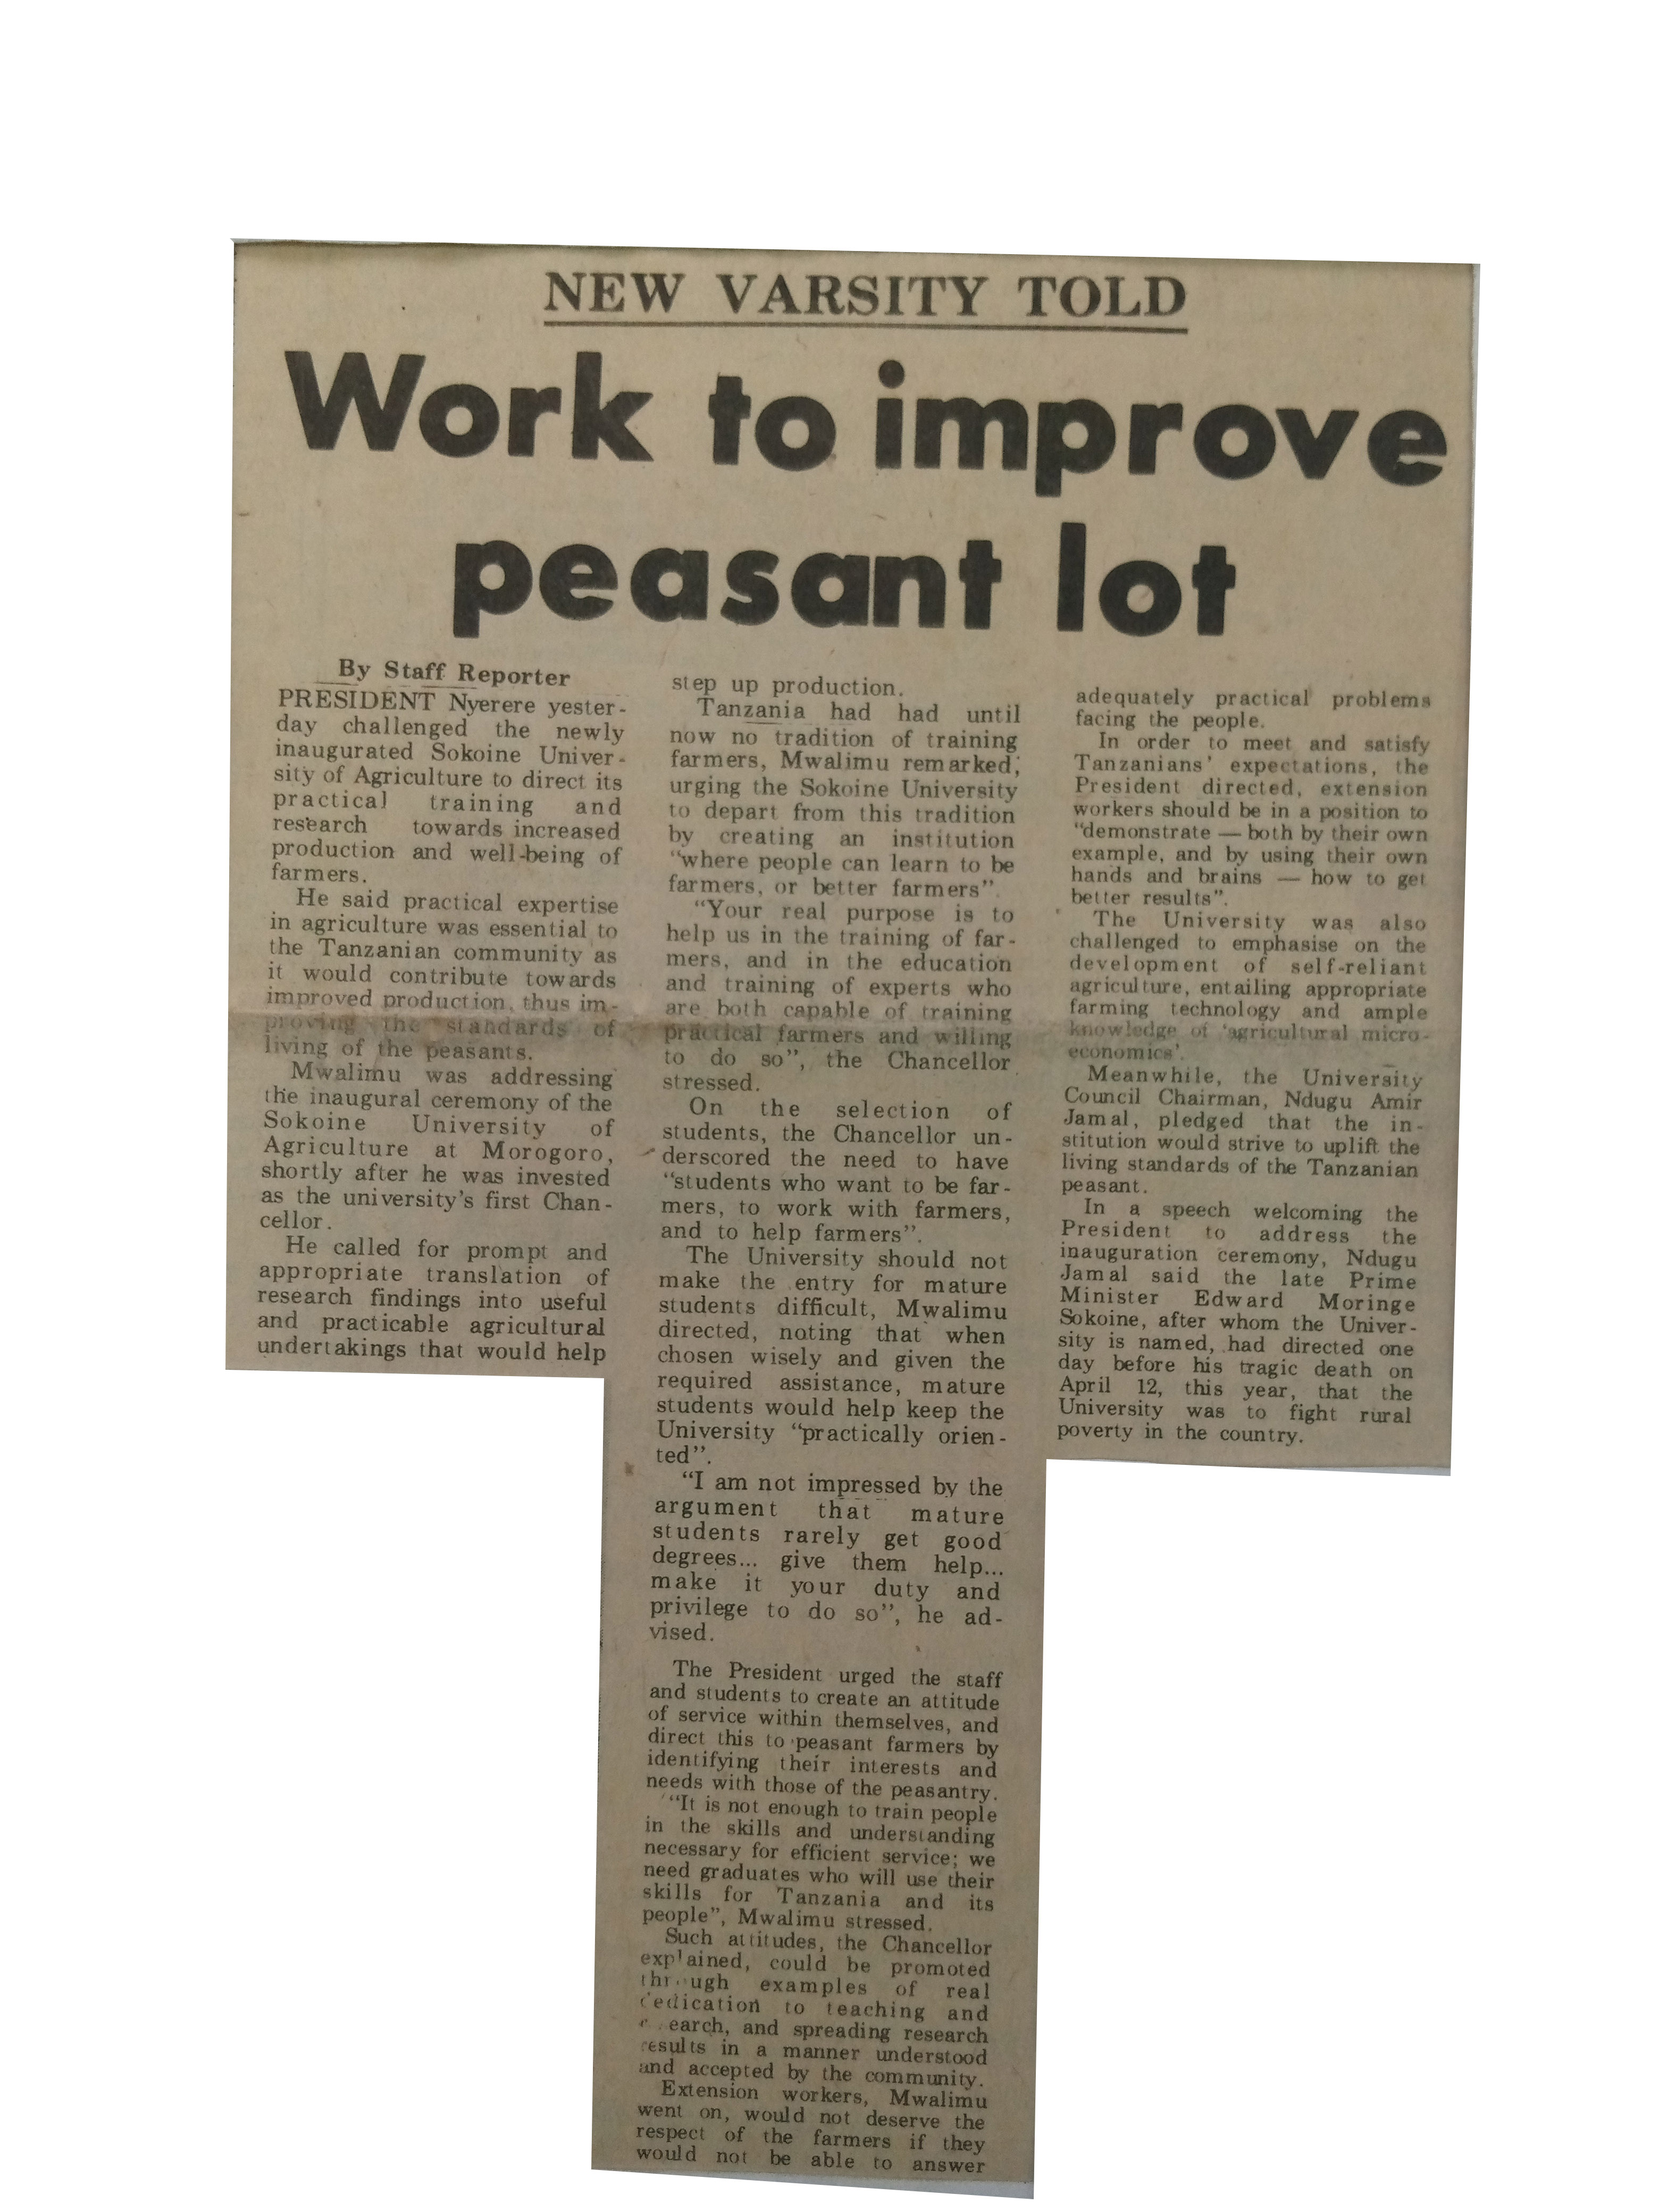 NEW VARSITY TOLD
Work to improve
peasant lot
By Staff Reporter
PRESIDENT Nyerere yester-
day challenged the newly
inaugurated Sokoine Univer-
sity of Agriculture to direct its
practical training and
research towards increased
production and well-being of
farmers.
He said practical expertise
in agriculture was essential to
the Tanzanian community as
it would contribute towards
improved production, thus im-
proving the standards of
living of the peasants.
Mwalimu was addressing
the inaugural ceremony of the
Sokoine University of
Agriculture at Morogoro,
shortly after he was invested
as the university's first Chan-
cellor.
He called for prompt and
appropriate translation of
research findings into useful
and practicable agricultural
undertakings that would help
step up production.
Tanzania had had until
now no tradition of training
farmers, Mwalimu remarked,
urging the Sokoine University
to depart from this tradition
by creating an institution
"where people can learn to be
farmers, or better farmers".
"Your real purpose is to
help us in the training of far-
mers, and in the education
and training of experts who
are both capable of training
practical farmers and willing
to do so", the Chancellor
stressed.
On the selection of
students, the Chancellor un-
derscored the need to have
"students who want to be far-
mers, to work with farmers,
and to help farmers".
The University should not
make the entry for mature
students difficult, Mwalimu
directed, noting that when
chosen wisely and given the
required assistance, mature
students would help keep the
University "practically orien-
ted".
"I am not impressed by the
argument that mature
students rarely get good
degrees... give them help...
make it your duty and
privilege to do so", he ad-
vised.
The President urged the staff
and students to create an attitude
of service within themselves, and
direct this to peasant farmers by
identifying their interests and
needs with those of the peasantry.
"It is not enough to train people
in the skills and understanding
necessary for efficient service; we
need graduates who will use their
skills for Tanzania and its
people", Mwalimu stressed.
Such attitudes, the Chancellor
explained, could be promoted
through examples of real
dedication to teaching and
research, and spreading research
results in a manner understood
and accepted by the community.
Extension workers, Mwalimu
went on, would not deserve the
respect of the farmers if they
would not be able to answer
adequately practical problems
facing the people.
In order to meet and satisfy
Tanzanians' expectations, the
President directed, extension
workers should be in a position to
"demonstrate — both by their own
example, and by using their own
hands and brains — how to get
better results".
The University was also
challenged to emphasise on the
development of self-reliant
agriculture, entailing appropriate
farming technology and ample
knowledge of 'agricultural micro-
economics'.
Meanwhile, the University
Council Chairman, Ndugu Amir
Jamal, pledged that the in-
stitution would strive to uplift the
living standards of the Tanzanian
peasant.
In a speech welcoming the
President to address the
inauguration ceremony, Ndugu
Jamal said the late Prime
Minister Edward Moringe
Sokoine, after whom the Univer-
sity is named, had directed one
day before his tragic death on
April 12, this year, that the
University was to fight rural
poverty in the country.